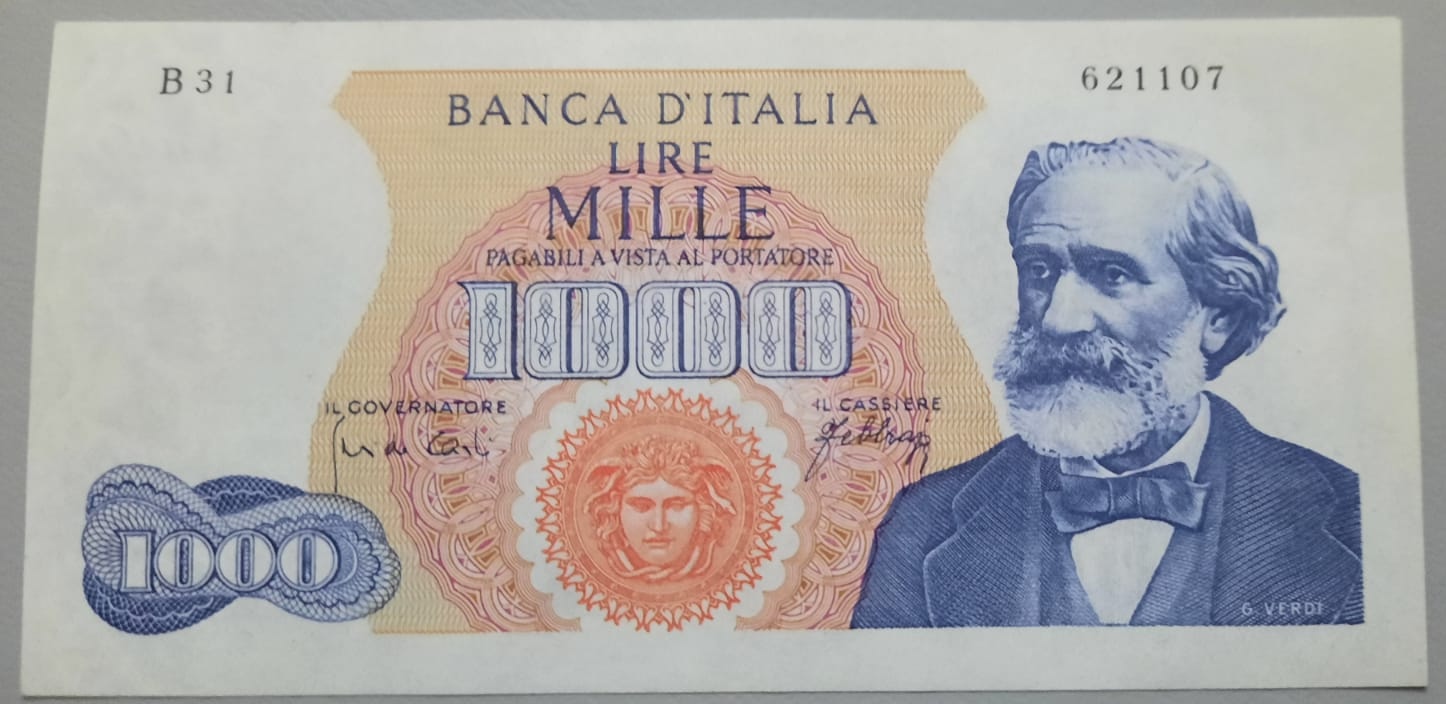 B 31
621107
BANCA D'ITALIA
LIRE
MILLE
PAGABILI A VISTA AL PORTATORE
1000
IL GOVERNATORE
IL CASSIERE
1000
G. VERDI